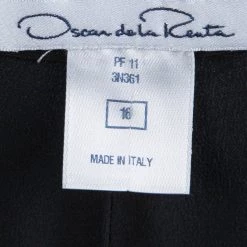 Oscar de la Renta
PF 11
3N361
16
MADE IN ITALY